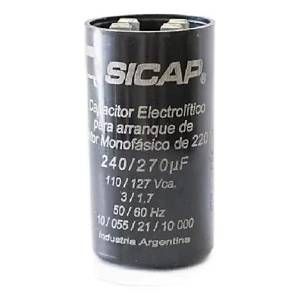 SICAP®
Capacitor Electrolítico
para arranque de
Monofásico de 220
240/270µF
110/127 Vca.
3/1.7
50/60 Hz
10/055/21/10 000
Industria Argentina